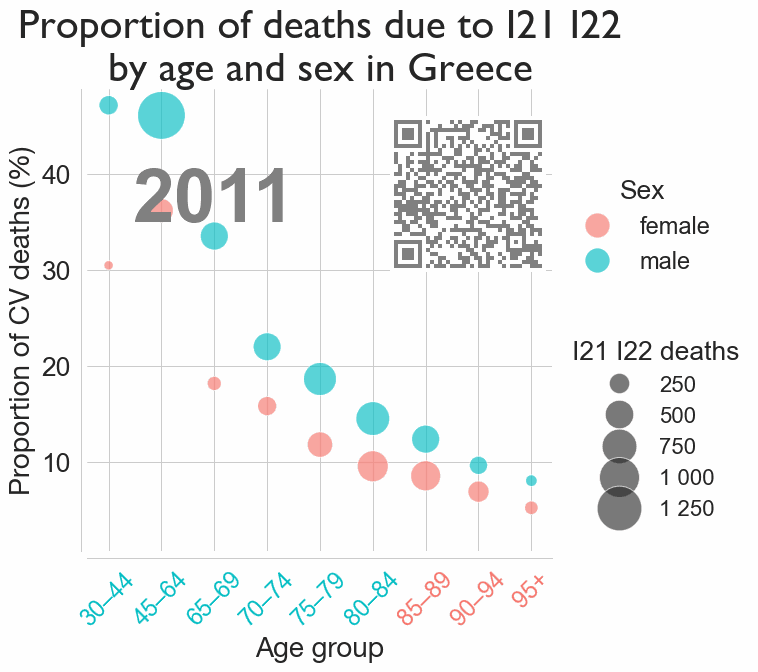 Proportion of deaths due to I21 I22
by age and sex in Greece
Proportion of CV deaths (%)
40
30
20
10
2011
Sex
female
male
I21 I22 deaths
250
500
750
1 000
1 250
30–44
45–64
65–69
70–74
75–79
80–84
85–89
90–94
95+
Age group